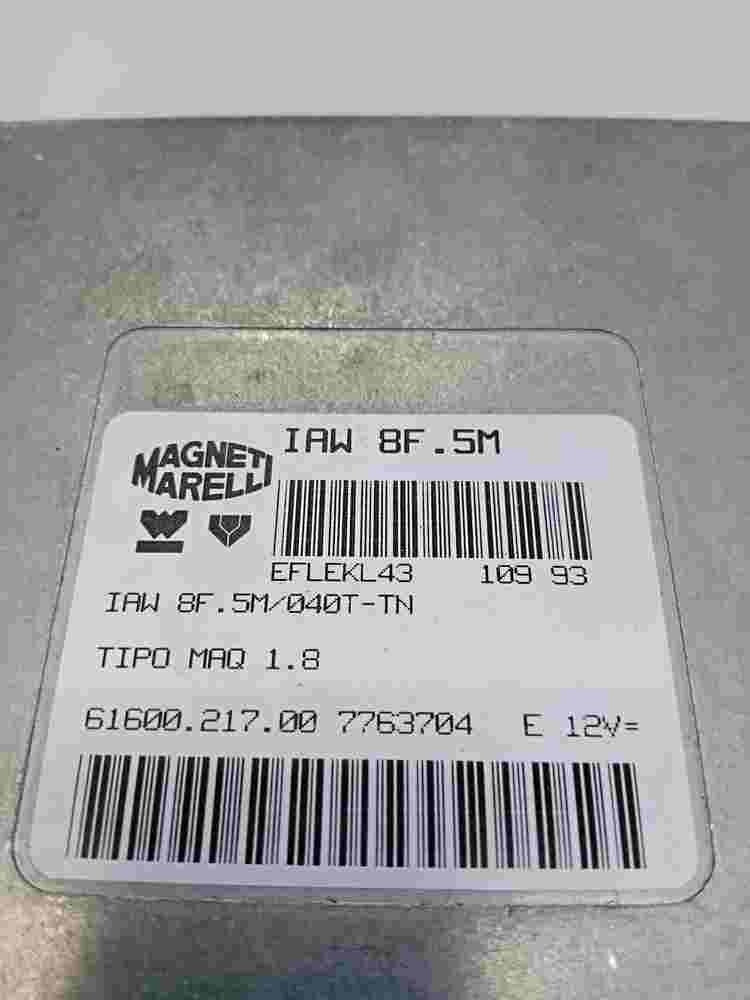 IAW 8F.5M
MAGNETI
MARELLI
EFLEKL43 109 93
IAW 8F.5M/040T-TN
TIPO MAQ 1.8
61600.217.00 7763704 E 12V=